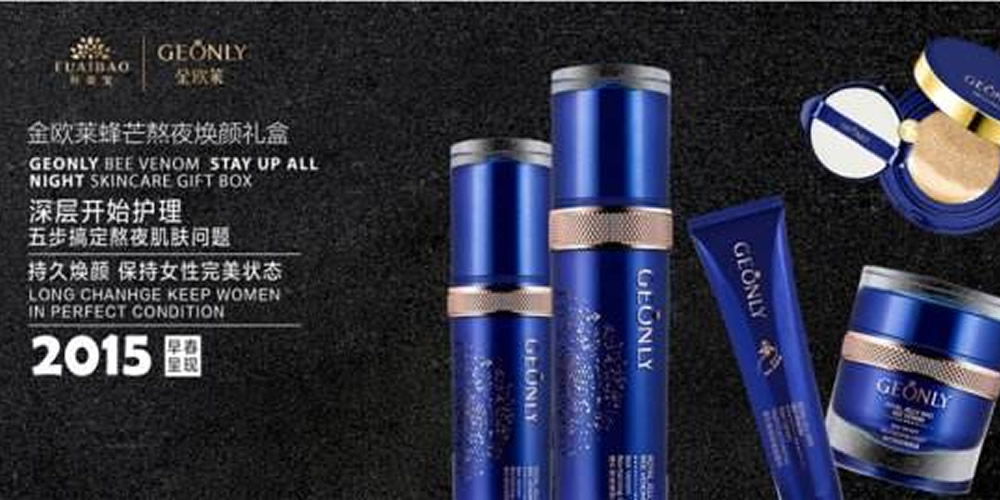 FUAIBAO
GEONLY
金欧莱
金欧莱蜂芒熬夜焕颜礼盒
GEONLY BEE VENOM STAY UP ALL
NIGHT SKINCARE GIFT BOX
深层开始护理
五步搞定熬夜肌肤问题
持久焕颜 保持女性完美状态
LONG CHANHGE KEEP WOMEN
IN PERFECT CONDITION
2015 早春
呈现
GEONLY
GEONLY
GEONLY
GEONLY